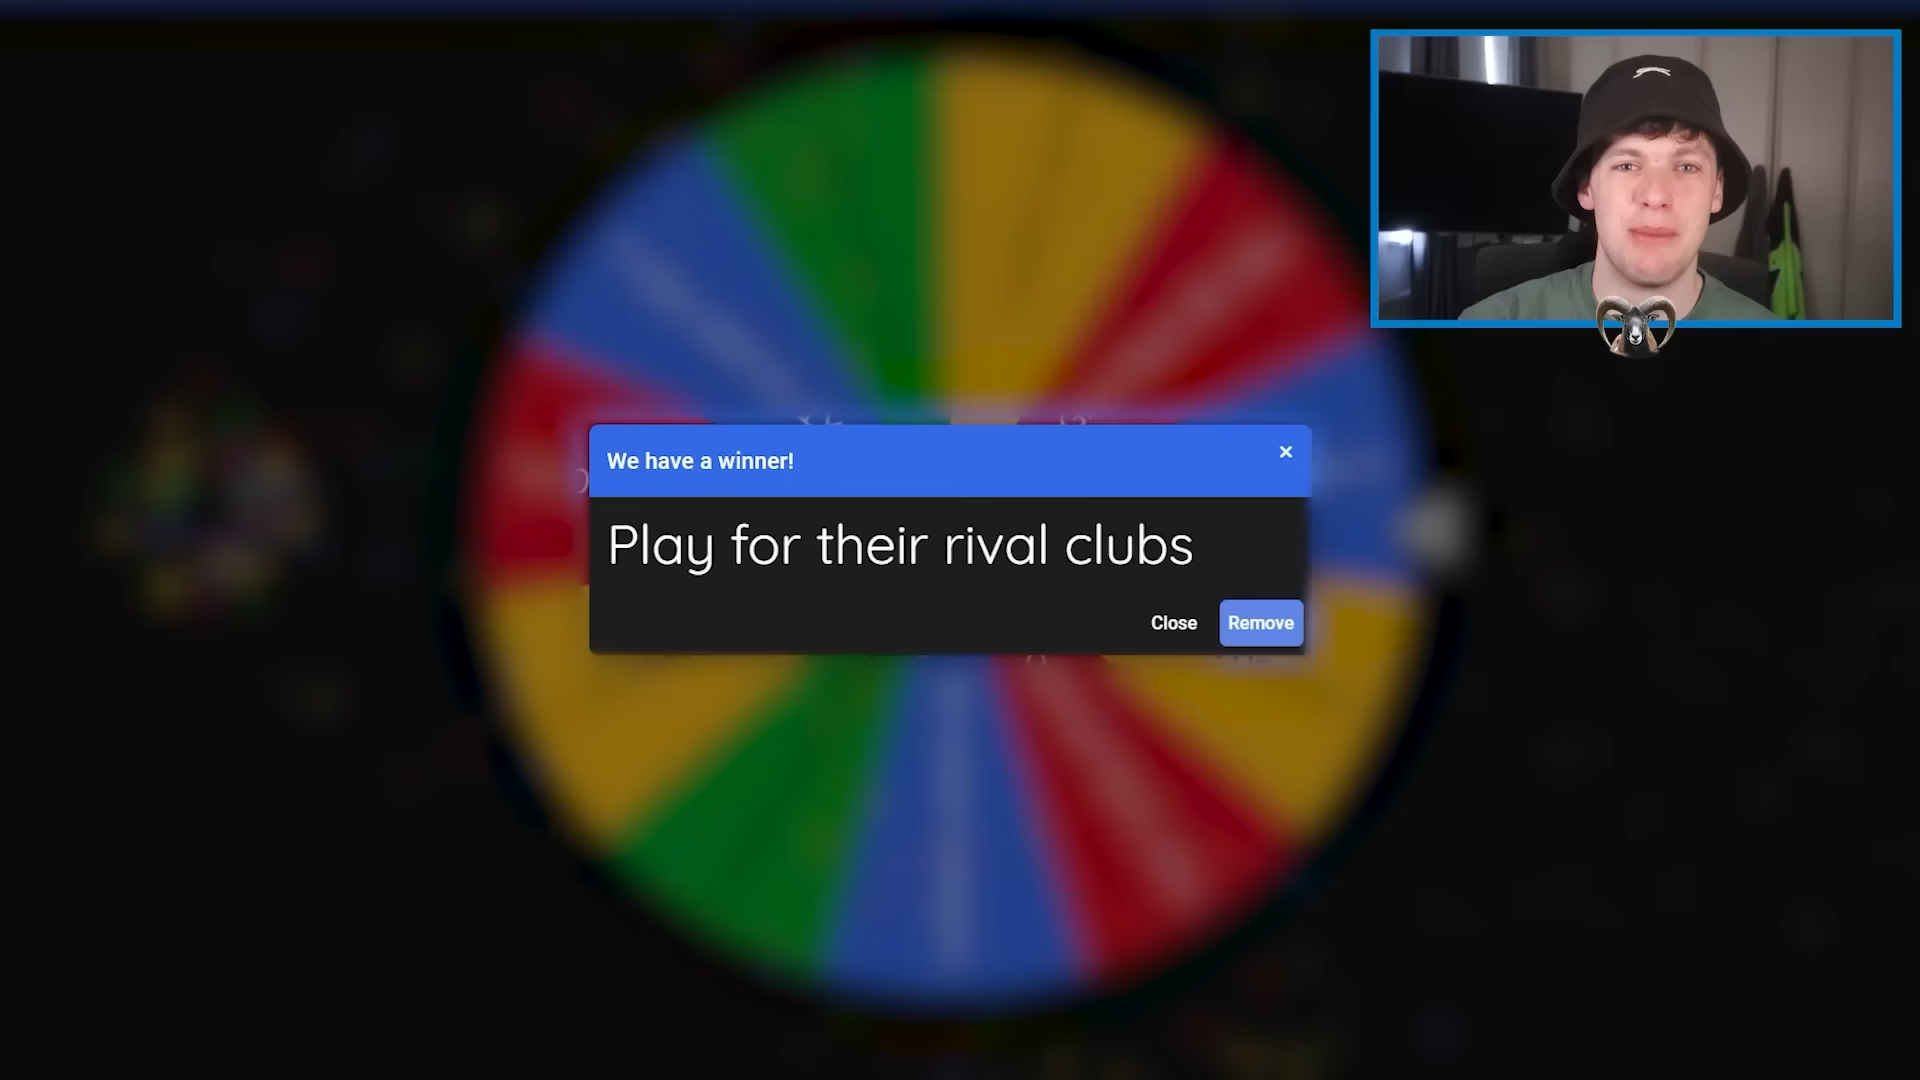 We have a winner!
×
Play for their rival clubs
Close
Remove